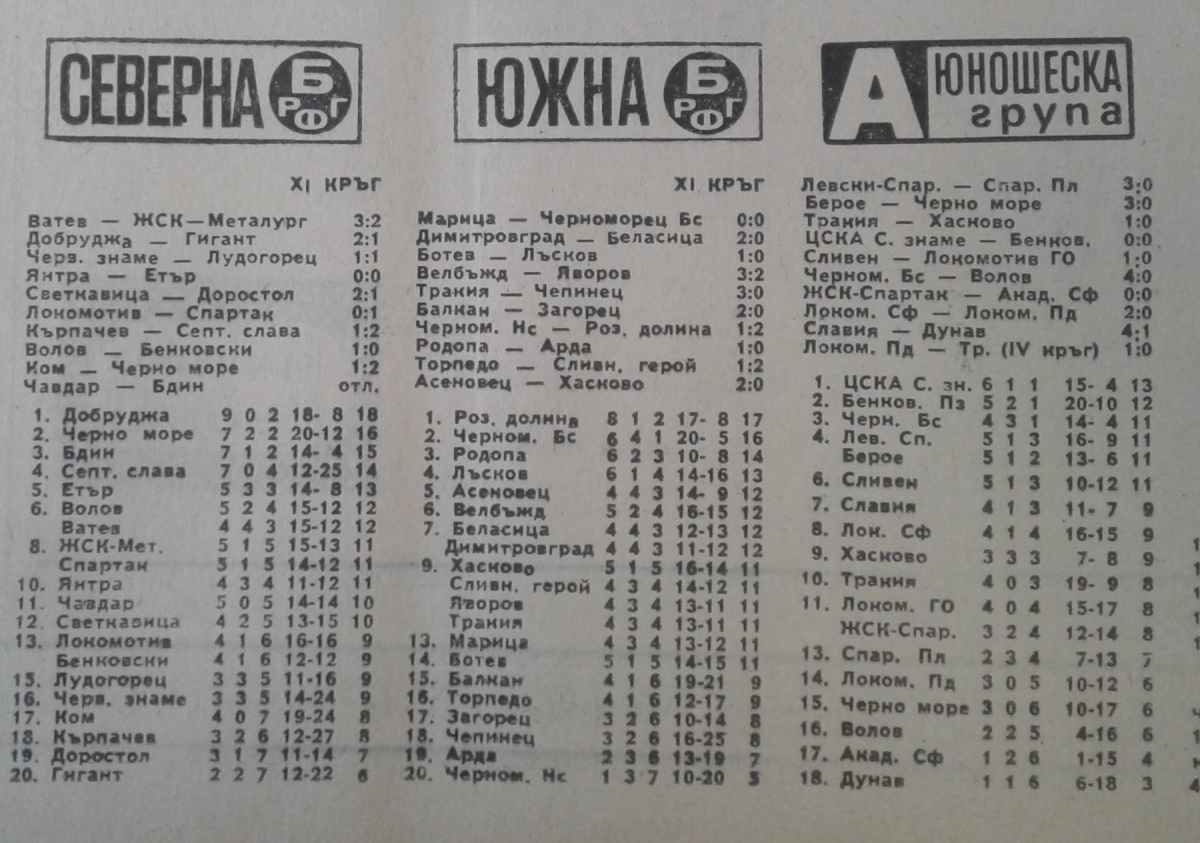 СЕВЕРНА Б РФГ
XI КРЪГ
Ватев — ЖСК—Металург 3:2
Добруджа — Гигант 2:1
Черв. знаме — Лудогорец 1:1
Янтра — Етър 0:0
Светкавица — Доростол 2:1
Локомотив — Спартак 0:1
Кърпачев — Септ. слава 1:2
Волов — Бенковски 1:0
Ком — Черно море 1:2
Чавдар — Бдин отл.
1. Добруджа 9 0 2 18- 8 18
2. Черно море 7 2 2 20-12 16
3. Бдин 7 1 2 14- 4 15
4. Септ. слава 7 0 4 12-25 14
5. Етър 5 3 3 14- 8 13
6. Волов 5 2 4 15-12 12
Ватев 4 4 3 15-12 12
8. ЖСК-Мет. 5 1 5 15-13 11
Спартак 5 1 5 14-12 11
10. Янтра 4 3 4 11-12 11
11. Чавдар 5 0 5 14-14 10
12. Светкавица 4 2 5 13-15 10
13. Локомотив 4 1 6 16-16 9
Бенковски 4 1 6 12-12 9
15. Лудогорец 3 3 5 11-16 9
16. Черв. знаме 3 3 5 14-24 9
17. Ком 4 0 7 19-24 8
18. Кърпачев 3 2 6 12-27 8
19. Доростол 3 1 7 11-14 7
20. Гигант 2 2 7 12-22 6
ЮЖНА Б РФГ
XI КРЪГ
Марица — Черноморец Бс 0:0
Димитровград — Беласица 2:0
Ботев — Лъсков 1:0
Велбъжд — Яворов 3:2
Тракия — Чепинец 3:0
Балкан — Загорец 2:0
Черном. Нс — Роз. долина 1:2
Родопа — Арда 1:0
Торпедо — Сливн. герой 1:2
Асеновец — Хасково 2:0
1. Роз. долина 8 1 2 17- 8 17
2. Черном. Бс 6 4 1 20- 5 16
3. Родопа 6 2 3 10- 8 14
4. Лъсков 6 1 4 14-16 13
5. Асеновец 4 4 3 14- 9 12
6. Велбъжд 5 2 4 16-15 12
7. Беласица 4 4 3 12-13 12
Димитровград 4 4 3 11-12 12
9. Хасково 5 1 5 16-14 11
Сливн. герой 4 3 4 14-12 11
Яворов 4 3 4 13-11 11
Тракия 4 3 4 13-11 11
13. Марица 4 3 4 13-12 11
14. Ботев 5 1 5 14-15 11
15. Балкан 4 1 6 19-21 9
16. Торпедо 4 1 6 12-17 9
17. Загорец 3 2 6 10-14 8
18. Чепинец 3 2 6 16-25 8
19. Арда 2 3 6 13-19 7
20. Черном. Нс 1 3 7 10-20 5
А ЮНОШЕСКА група
Левски-Спар. — Спар. Пл 3:0
Берое — Черно море 3:0
Тракия — Хасково 1:0
ЦСКА С. знаме — Бенков. 0:0
Сливен — Локомотив ГО 1:0
Черном. Бс — Волов 4:0
ЖСК-Спартак — Анад. Сф 0:0
Локом. Сф — Локом. Пд 2:0
Славия — Дунав 4:1
Локом. Пд — Тр. (IV кръг) 1:0
1. ЦСКА С. зн. 6 1 1 15- 4 13
2. Бенков. Пз 5 2 1 20-10 12
3. Черн. Бс 4 3 1 14- 4 11
4. Лев. Сп. 5 1 3 16- 9 11
Берое 5 1 2 13- 6 11
6. Сливен 5 1 3 10-12 11
7. Славия 4 1 3 11- 7 9
8. Лок. Сф 4 1 4 16-15 9
9. Хасково 3 3 3 7- 8 9
10. Тракия 4 0 3 19- 9 8
11. Локом. ГО 4 0 4 15-17 8
ЖСК-Спар. 3 2 4 12-14 8
13. Спар. Пл 2 3 4 7-13 7
14. Локом. Пд 3 0 5 10-12 6
15. Черно море 3 0 6 10-17 6
16. Волов 2 2 5 4-16 6
17. Акад. Сф 1 2 6 1-15 4
18. Дунав 1 1 6 6-18 3